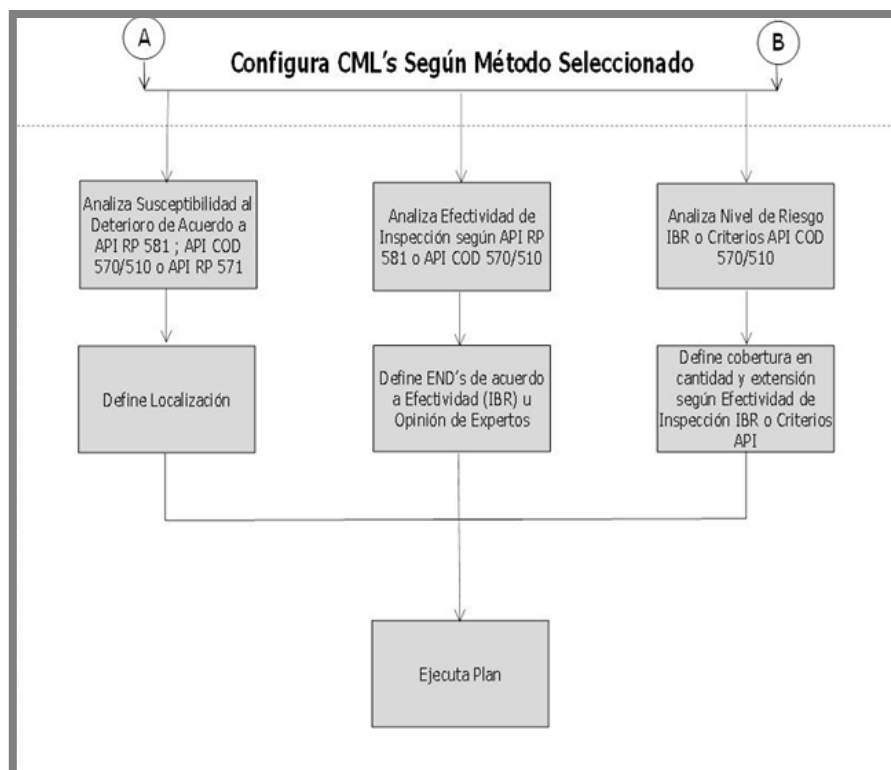 A
B
Configura CML's Según Método Seleccionado
Analiza Susceptibilidad al
Deterioro de Acuerdo a
API RP 581 ; API COD
570/510 o API RP 571
Analiza Efectividad de
Inspección según API RP
581 o API COD 570/510
Analiza Nivel de Riesgo
IBR o Criterios API COD
570/510
Define Localización
Define END's de acuerdo
a Efectividad (IBR) u
Opinión de Expertos
Define cobertura en
cantidad y extensión
según Efectividad de
Inspección IBR o Criterios
API
Ejecuta Plan